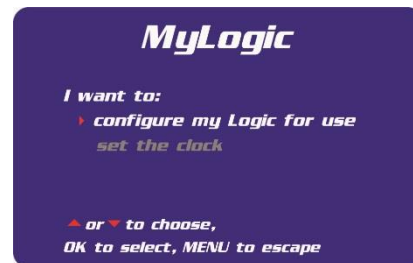 MyLogic
I want to:
configure my Logic for use
set the clock
or to choose,
OK to select, MENU to escape